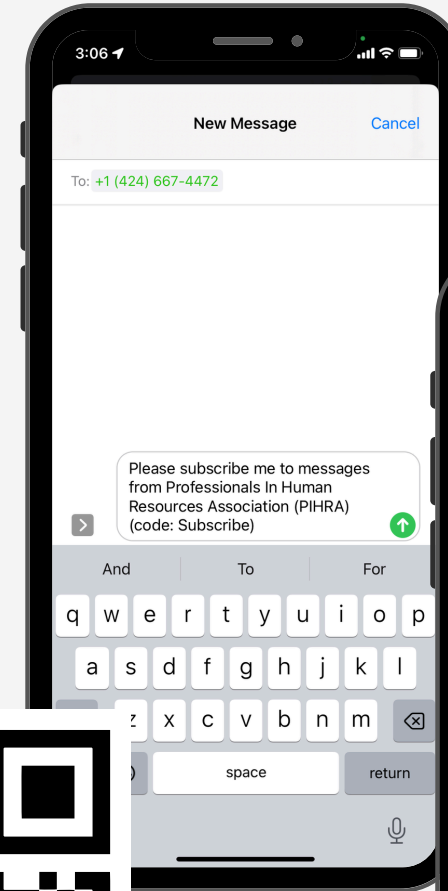 3:06
New Message
Cancel
To: +1 (424) 667-4472
Please subscribe me to messages
from Professionals In Human
Resources Association (PIHRA)
(code: Subscribe)
And To For
q w e r t y u i o p
a s d f g h j k l
z x c v b n m
space return